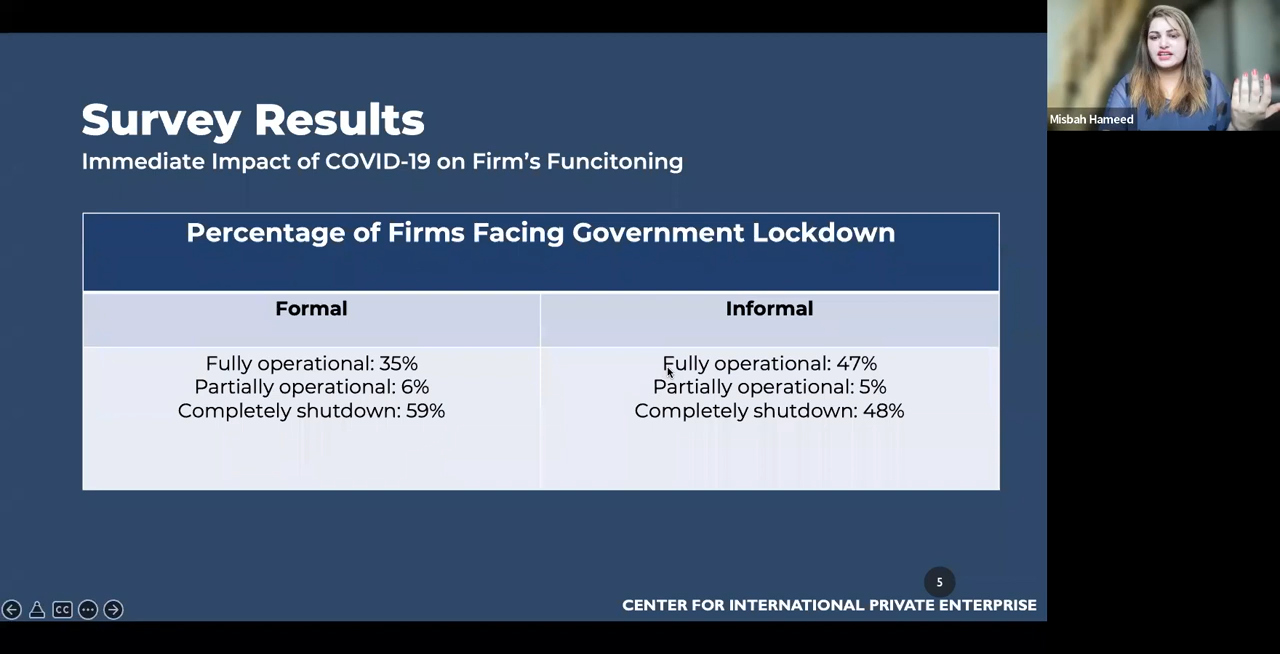 Survey Results
Immediate Impact of COVID-19 on Firm's Funcitoning
Percentage of Firms Facing Government Lockdown
Formal
Informal
Fully operational: 35%
Partially operational: 6%
Completely shutdown: 59%
Fully operational: 47%
Partially operational: 5%
Completely shutdown: 48%
5
CENTER FOR INTERNATIONAL PRIVATE ENTERPRISE
CC
Misbah Hameed